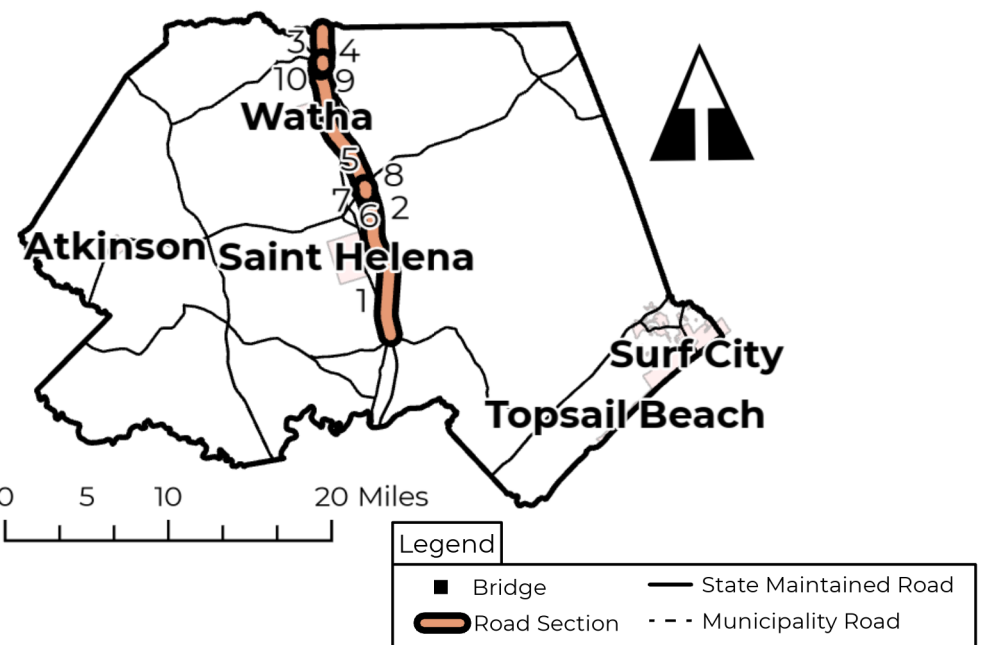 3
4
10
9
Watha
5
8
7
6
2
Atkinson
Saint Helena
1
Surf City
Topsail Beach
0 5 10 20 Miles
Legend
Bridge
State Maintained Road
Road Section
Municipality Road